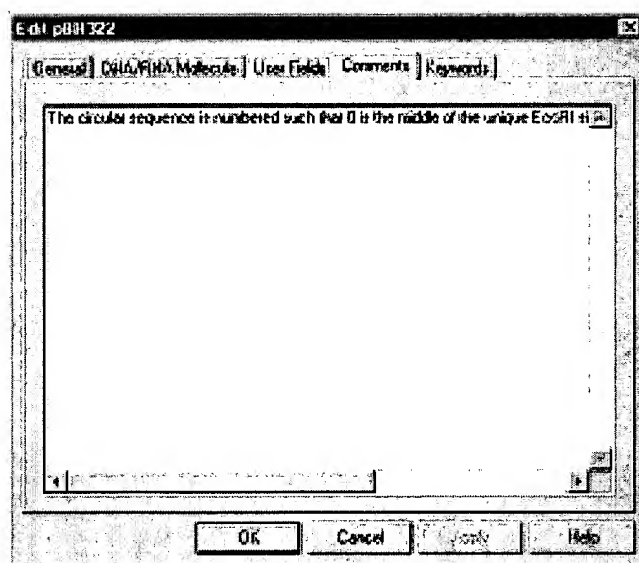 Edit pBR322
General DNA/RNA Molecule User Fields Comments Keywords
The circular sequence is numbered such that 0 is the middle of the unique EcoRI si
OK Cancel Apply Help